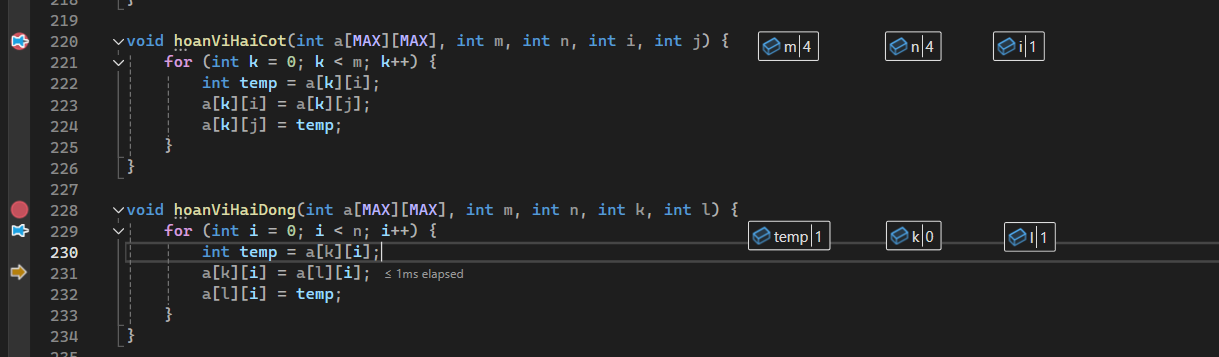 218 }
219
220 void hoanViHaiCot(int a[MAX][MAX], int m, int n, int i, int j) { m|4 n|4 i|1
221 for (int k = 0; k < m; k++) {
222 int temp = a[k][i];
223 a[k][i] = a[k][j];
224 a[k][j] = temp;
225 }
226 }
227
228 void hoanViHaiDong(int a[MAX][MAX], int m, int n, int k, int l) {
229 for (int i = 0; i < n; i++) { temp|1 k|0 l|1
230 int temp = a[k][i];
231 a[k][i] = a[l][i]; ≤ 1ms elapsed
232 a[l][i] = temp;
233 }
234 }
235